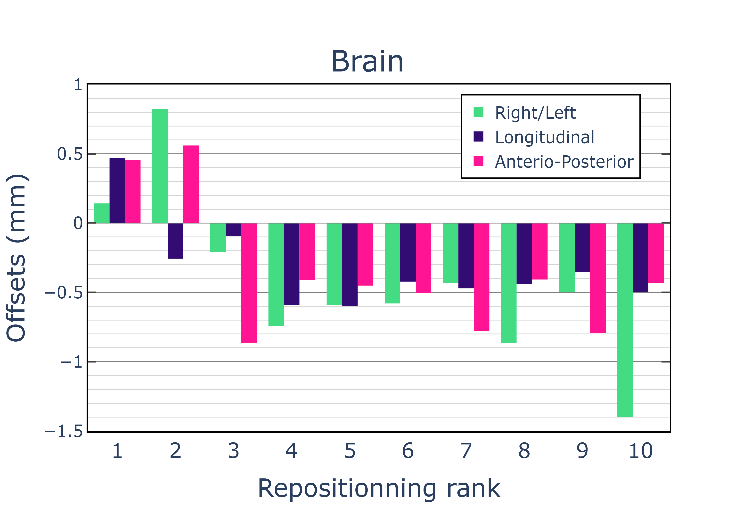 Brain
Right/Left
Longitudinal
Anterio-Posterior
Offsets (mm)
1
0.5
0
−0.5
−1
−1.5
1 2 3 4 5 6 7 8 9 10
Repositionning rank